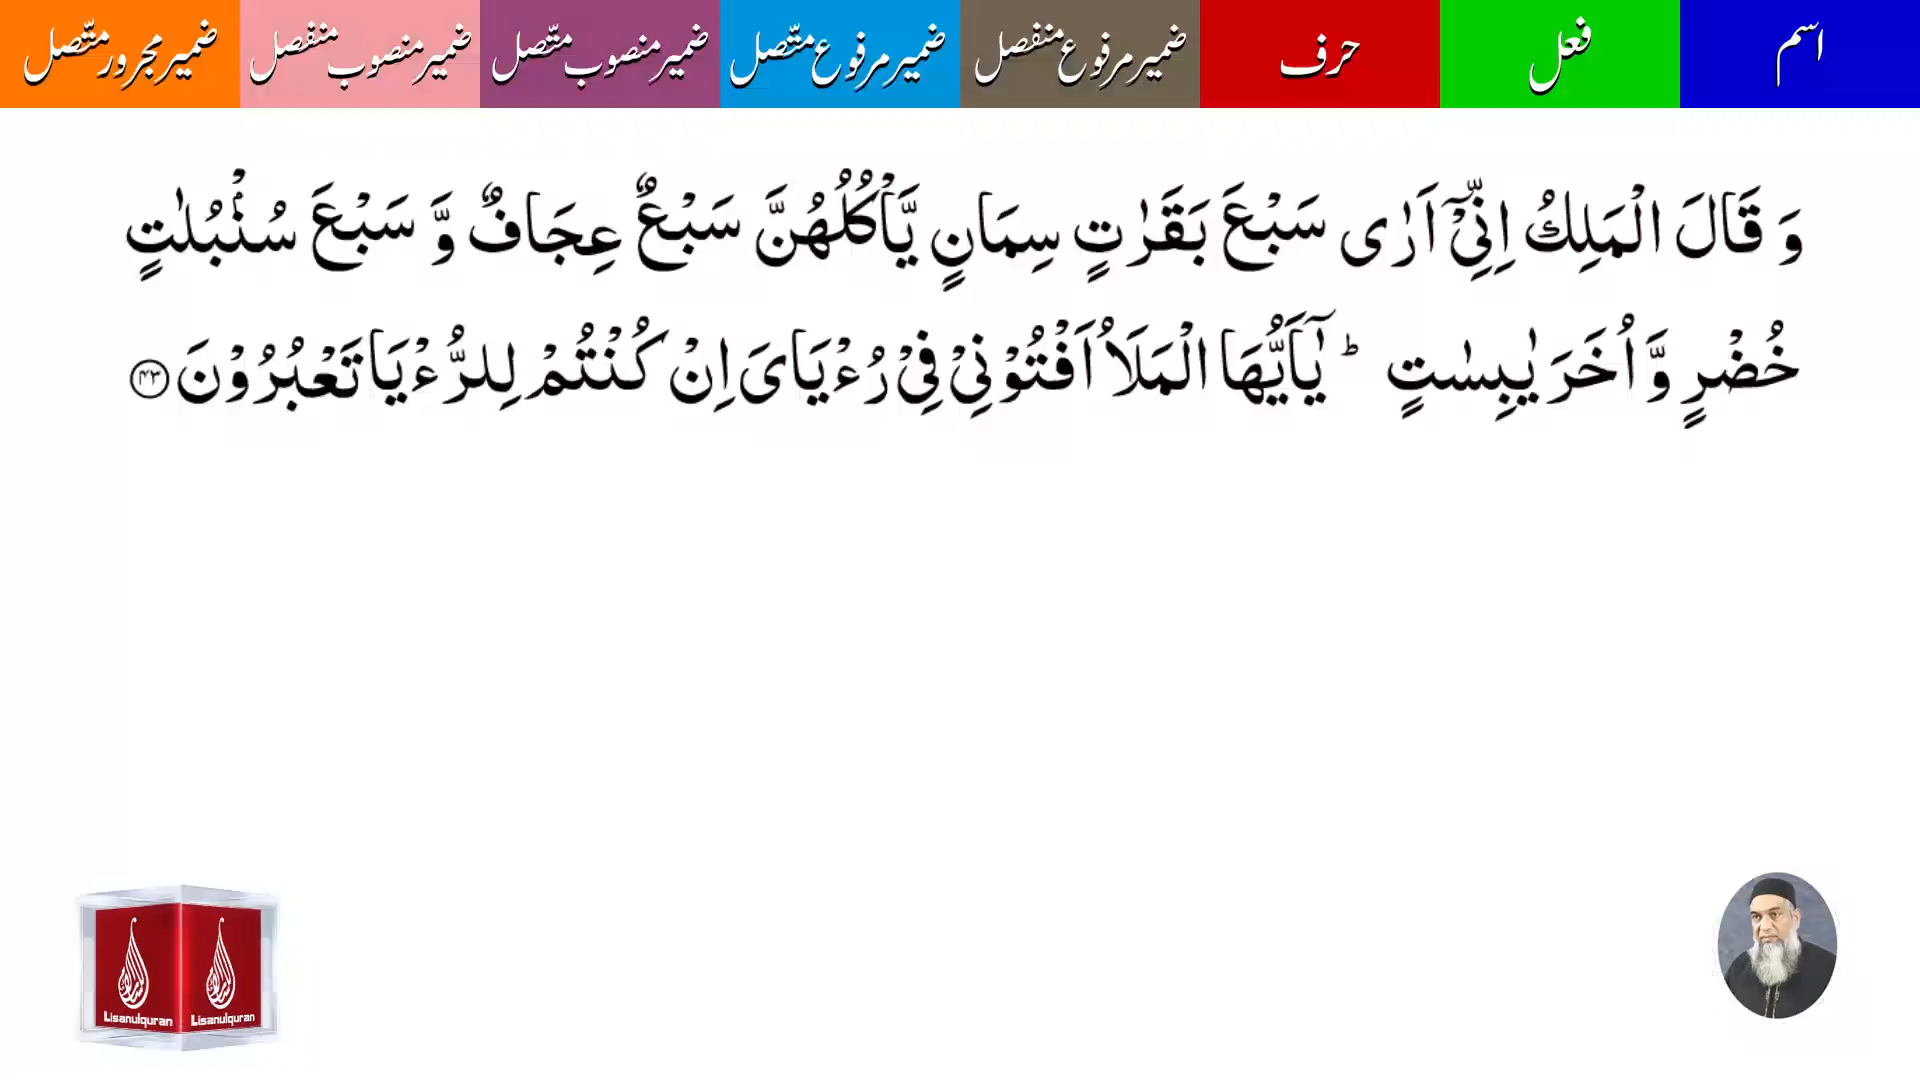 اسم فعل حرف ضمیر مرفوع منفصل ضمیر مرفوع متّصل ضمیر منصوب متّصل ضمیر منصوب منفصل ضمیر مجرور متّصل
وَ قَالَ الْمَلِكُ اِنِّیْۤ اَرٰی سَبْعَ بَقَرٰتٍ سِمَانٍ یَّاْكُلُهُنَّ سَبْعٌ عِجَافٌ وَّ سَبْعَ سُنْۢبُلٰتٍ
خُضْرٍ وَّ اُخَرَ یٰبِسٰتٍ ؕ یٰۤاَیُّهَا الْمَلَاُ اَفْتُوْنِیْ فِیْ رُءْیَایَ اِنْ كُنْتُمْ لِلرُّءْیَا تَعْبُرُوْنَ ۴۳
Lisanulquran Lisanulquran